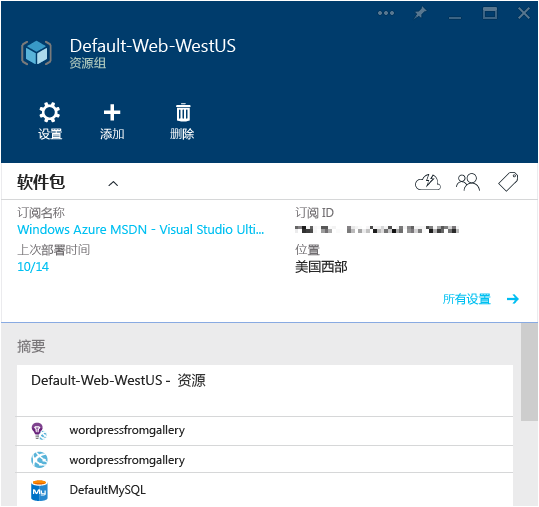 Default-Web-WestUS
资源组
设置 添加 删除
软件包
订阅名称 订阅 ID
Windows Azure MSDN - Visual Studio Ulti...
上次部署时间 位置
10/14 美国西部
所有设置
摘要
Default-Web-WestUS - 资源
wordpressfromgallery
wordpressfromgallery
My DefaultMySQL